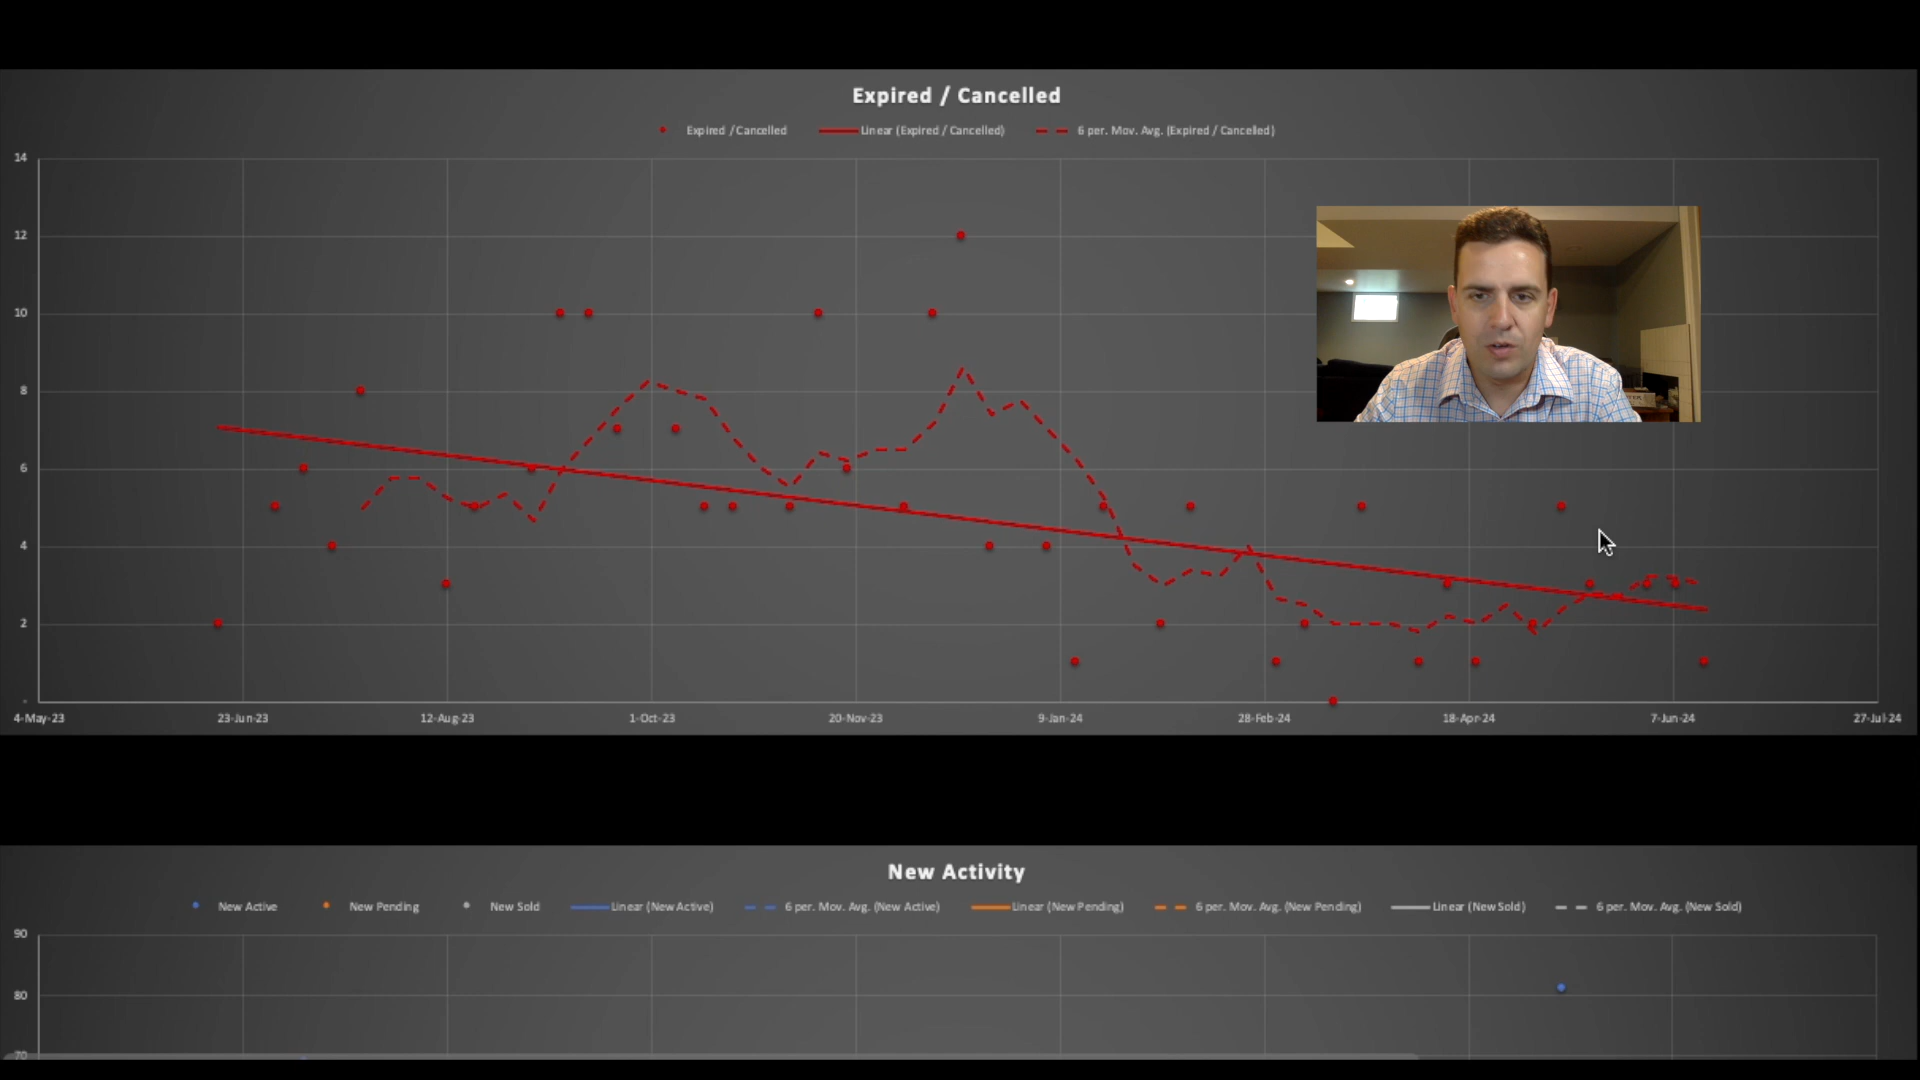 Expired / Cancelled
Expired / Cancelled Linear (Expired / Cancelled) 6 per. Mov. Avg. (Expired / Cancelled)
14
12
10
8
6
4
2
-
4-May-23 23-Jun-23 12-Aug-23 1-Oct-23 20-Nov-23 9-Jan-24 28-Feb-24 18-Apr-24 7-Jun-24 27-Jul-24
New Activity
New Active New Pending New Sold Linear (New Active) 6 per. Mov. Avg. (New Active) Linear (New Pending) 6 per. Mov. Avg. (New Pending) Linear (New Sold) 6 per. Mov. Avg. (New Sold)
90
80
70